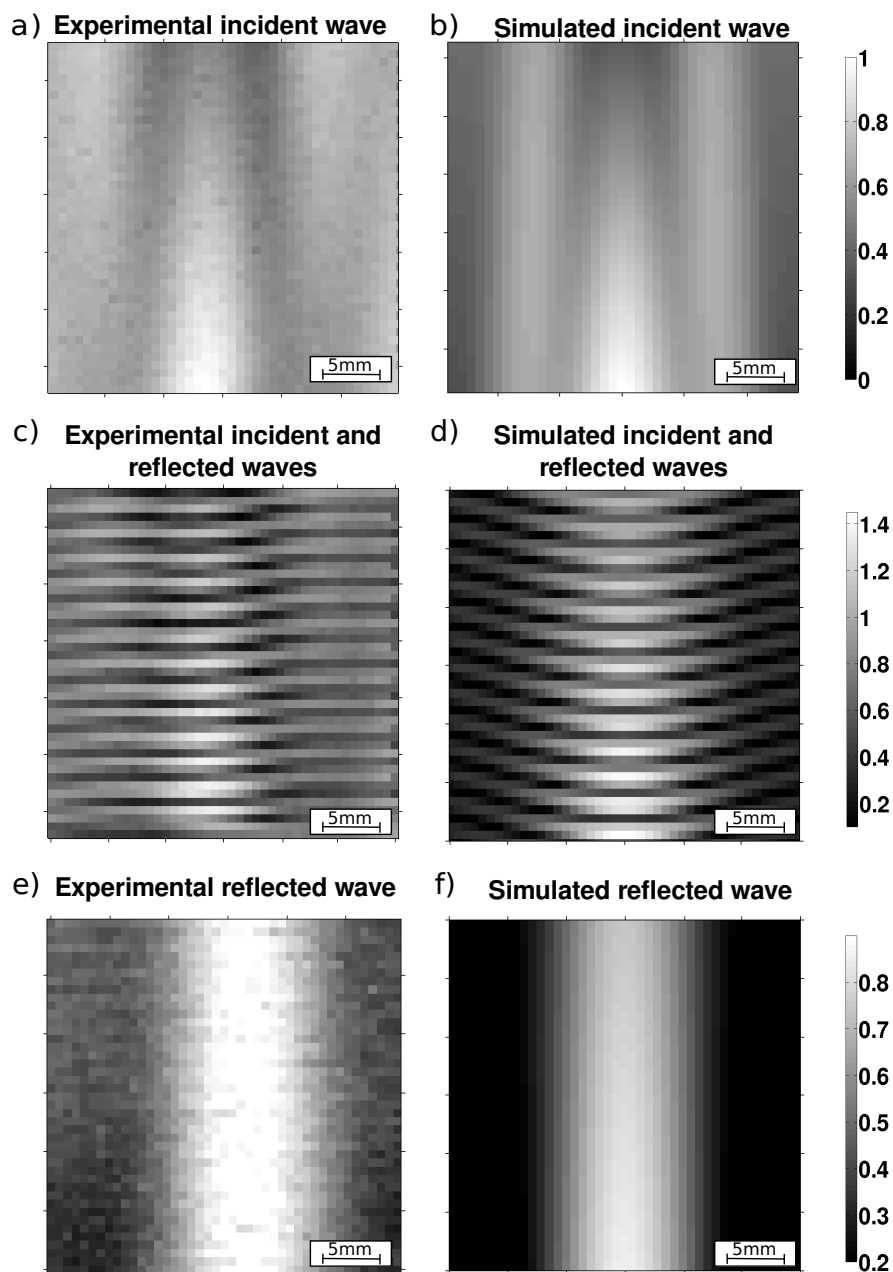 a) Experimental incident wave
b) Simulated incident wave
5mm
5mm
1
0.8
0.6
0.4
0.2
0
c) Experimental incident and
reflected waves
d) Simulated incident and
reflected waves
5mm
5mm
1.4
1.2
1
0.8
0.6
0.4
0.2
e) Experimental reflected wave
f) Simulated reflected wave
5mm
5mm
0.8
0.7
0.6
0.5
0.4
0.3
0.2